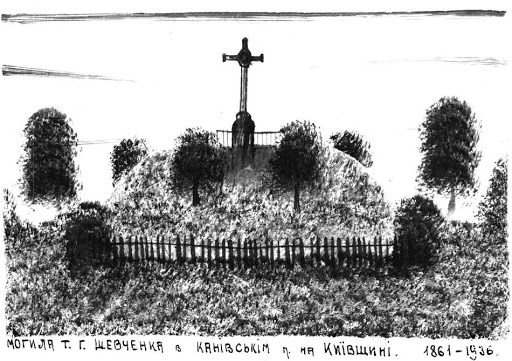 МОГИЛА Т. Г. ШЕВЧЕНКА в КАНІВСЬКІМ п. на КИЇВЩИНІ. 1861-1936.